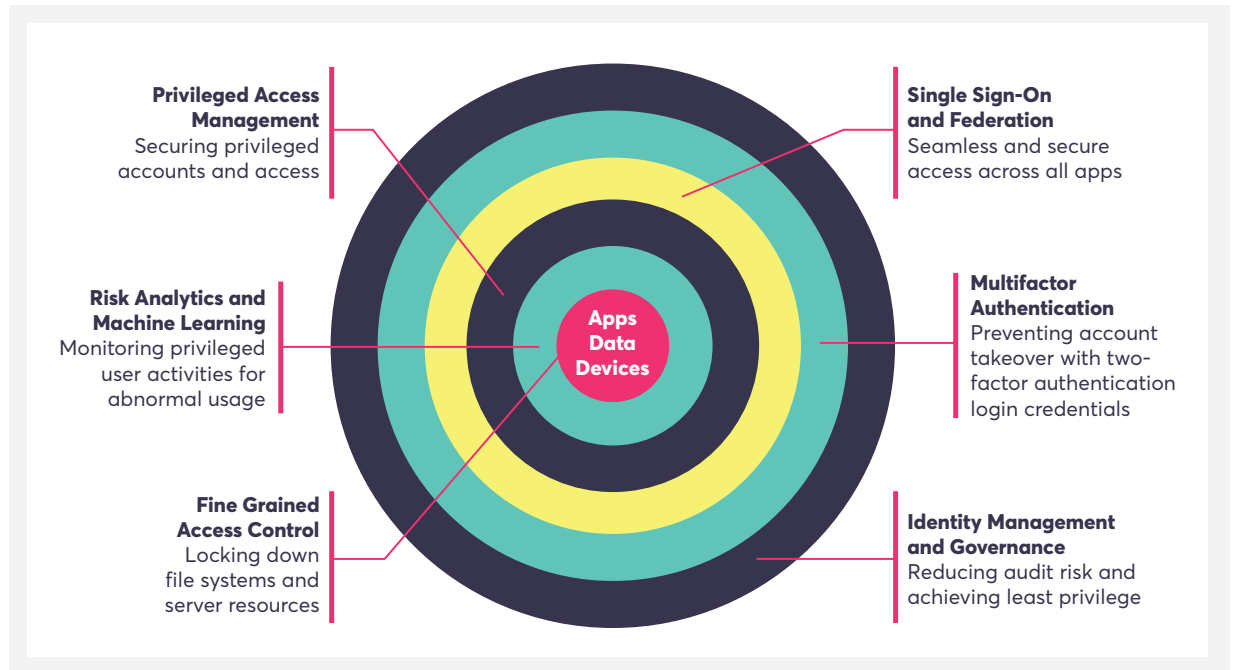 Privileged Access
Management
Securing privileged
accounts and access
Risk Analytics and
Machine Learning
Monitoring privileged
user activities for
abnormal usage
Fine Grained
Access Control
Locking down
file systems and
server resources
Apps
Data
Devices
Single Sign-On
and Federation
Seamless and secure
access across all apps
Multifactor
Authentication
Preventing account
takeover with two-
factor authentication
login credentials
Identity Management
and Governance
Reducing audit risk and
achieving least privilege